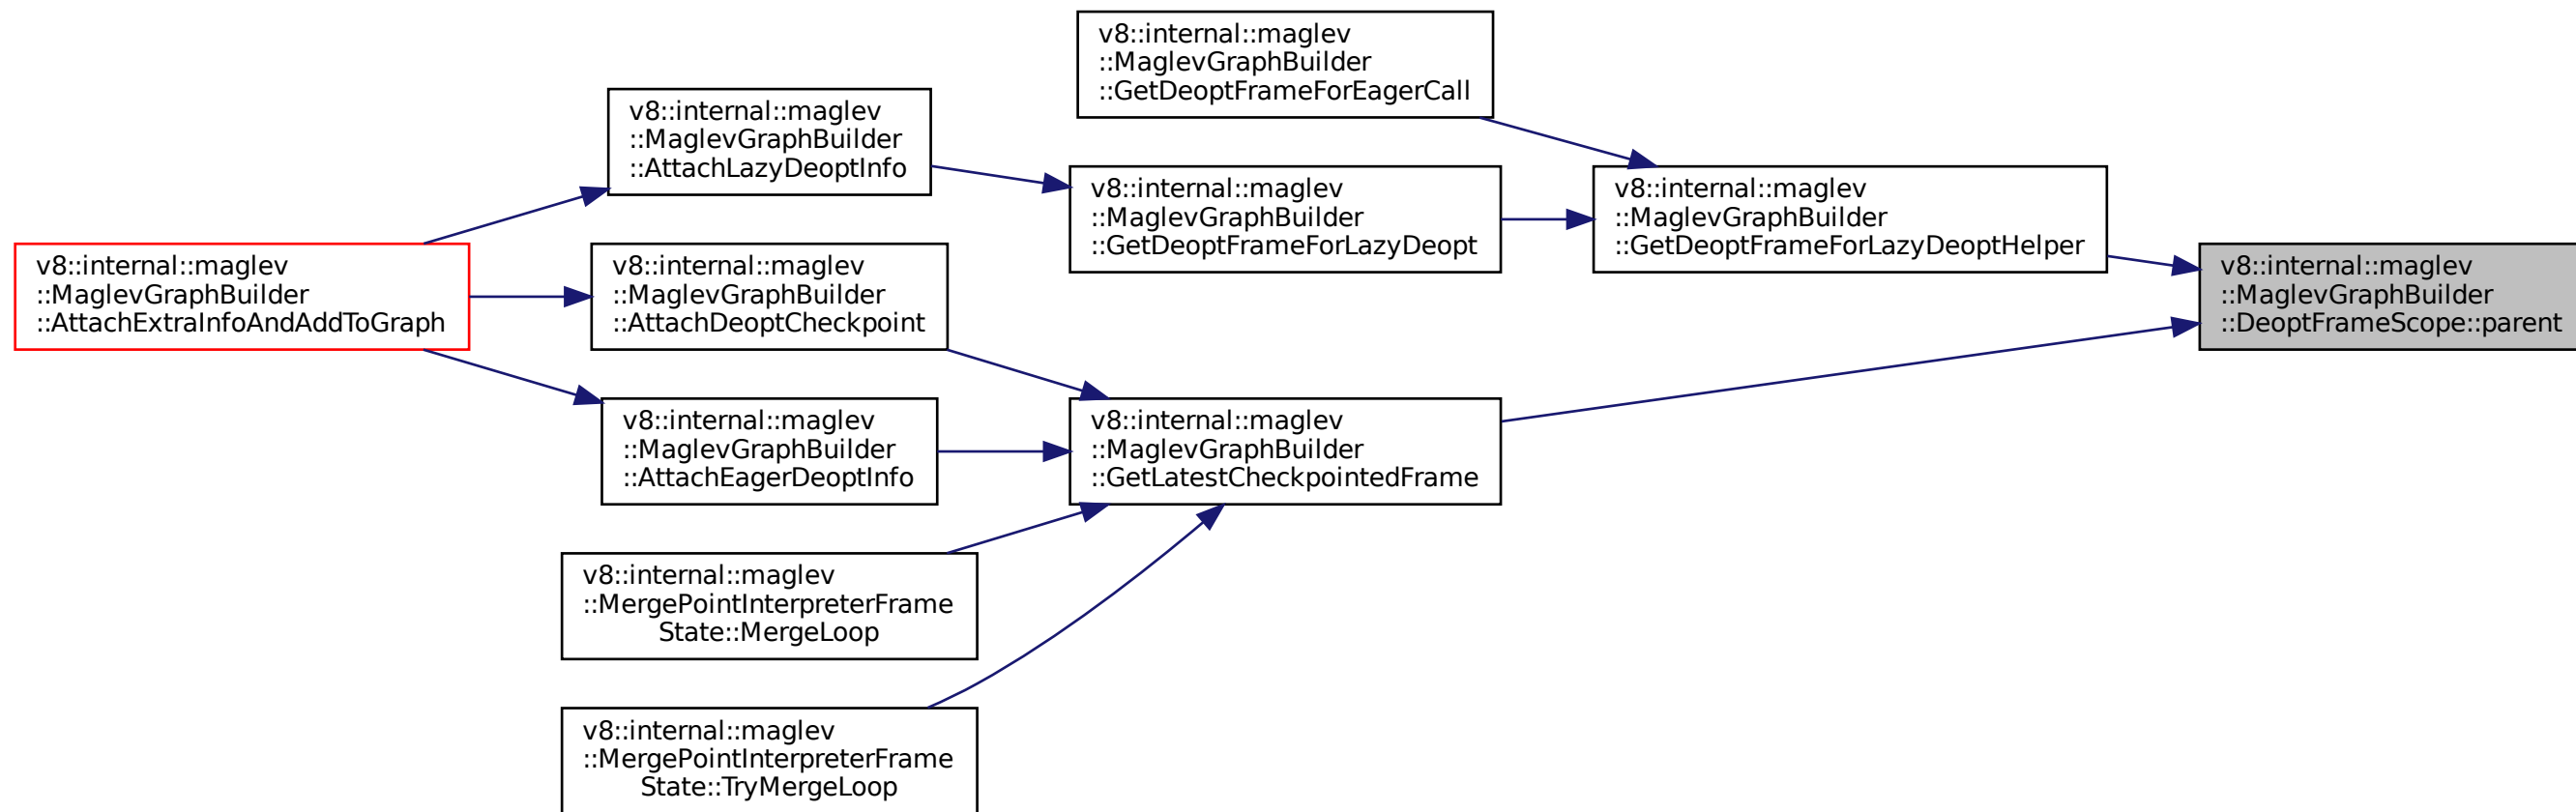 v8::internal::maglev
::MaglevGraphBuilder
::GetDeoptFrameForEagerCall
v8::internal::maglev
::MaglevGraphBuilder
::AttachLazyDeoptInfo
v8::internal::maglev
::MaglevGraphBuilder
::GetDeoptFrameForLazyDeopt
v8::internal::maglev
::MaglevGraphBuilder
::GetDeoptFrameForLazyDeoptHelper
v8::internal::maglev
::MaglevGraphBuilder
::AttachExtraInfoAndAddToGraph
v8::internal::maglev
::MaglevGraphBuilder
::AttachDeoptCheckpoint
v8::internal::maglev
::MaglevGraphBuilder
::DeoptFrameScope::parent
v8::internal::maglev
::MaglevGraphBuilder
::AttachEagerDeoptInfo
v8::internal::maglev
::MaglevGraphBuilder
::GetLatestCheckpointedFrame
v8::internal::maglev
::MergePointInterpreterFrame
State::MergeLoop
v8::internal::maglev
::MergePointInterpreterFrame
State::TryMergeLoop